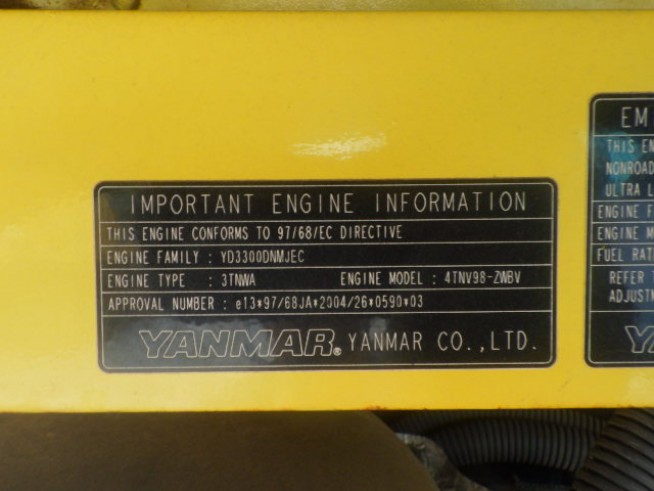 IMPORTANT ENGINE INFORMATION
THIS ENGINE CONFORMS TO 97/68/EC DIRECTIVE
ENGINE FAMILY : YD3300DNMJEC
ENGINE TYPE : 3TNWA ENGINE MODEL : 4TNV98-ZWBV
APPROVAL NUMBER : e13*97/68JA*2004/26*0590*03
YANMAR® YANMAR CO.,LTD.
EM
THIS EN
NONROAD
ULTRA L
ENGINE F
ENGINE M
FUEL RAT
REFER T
ADJUSTM
YA